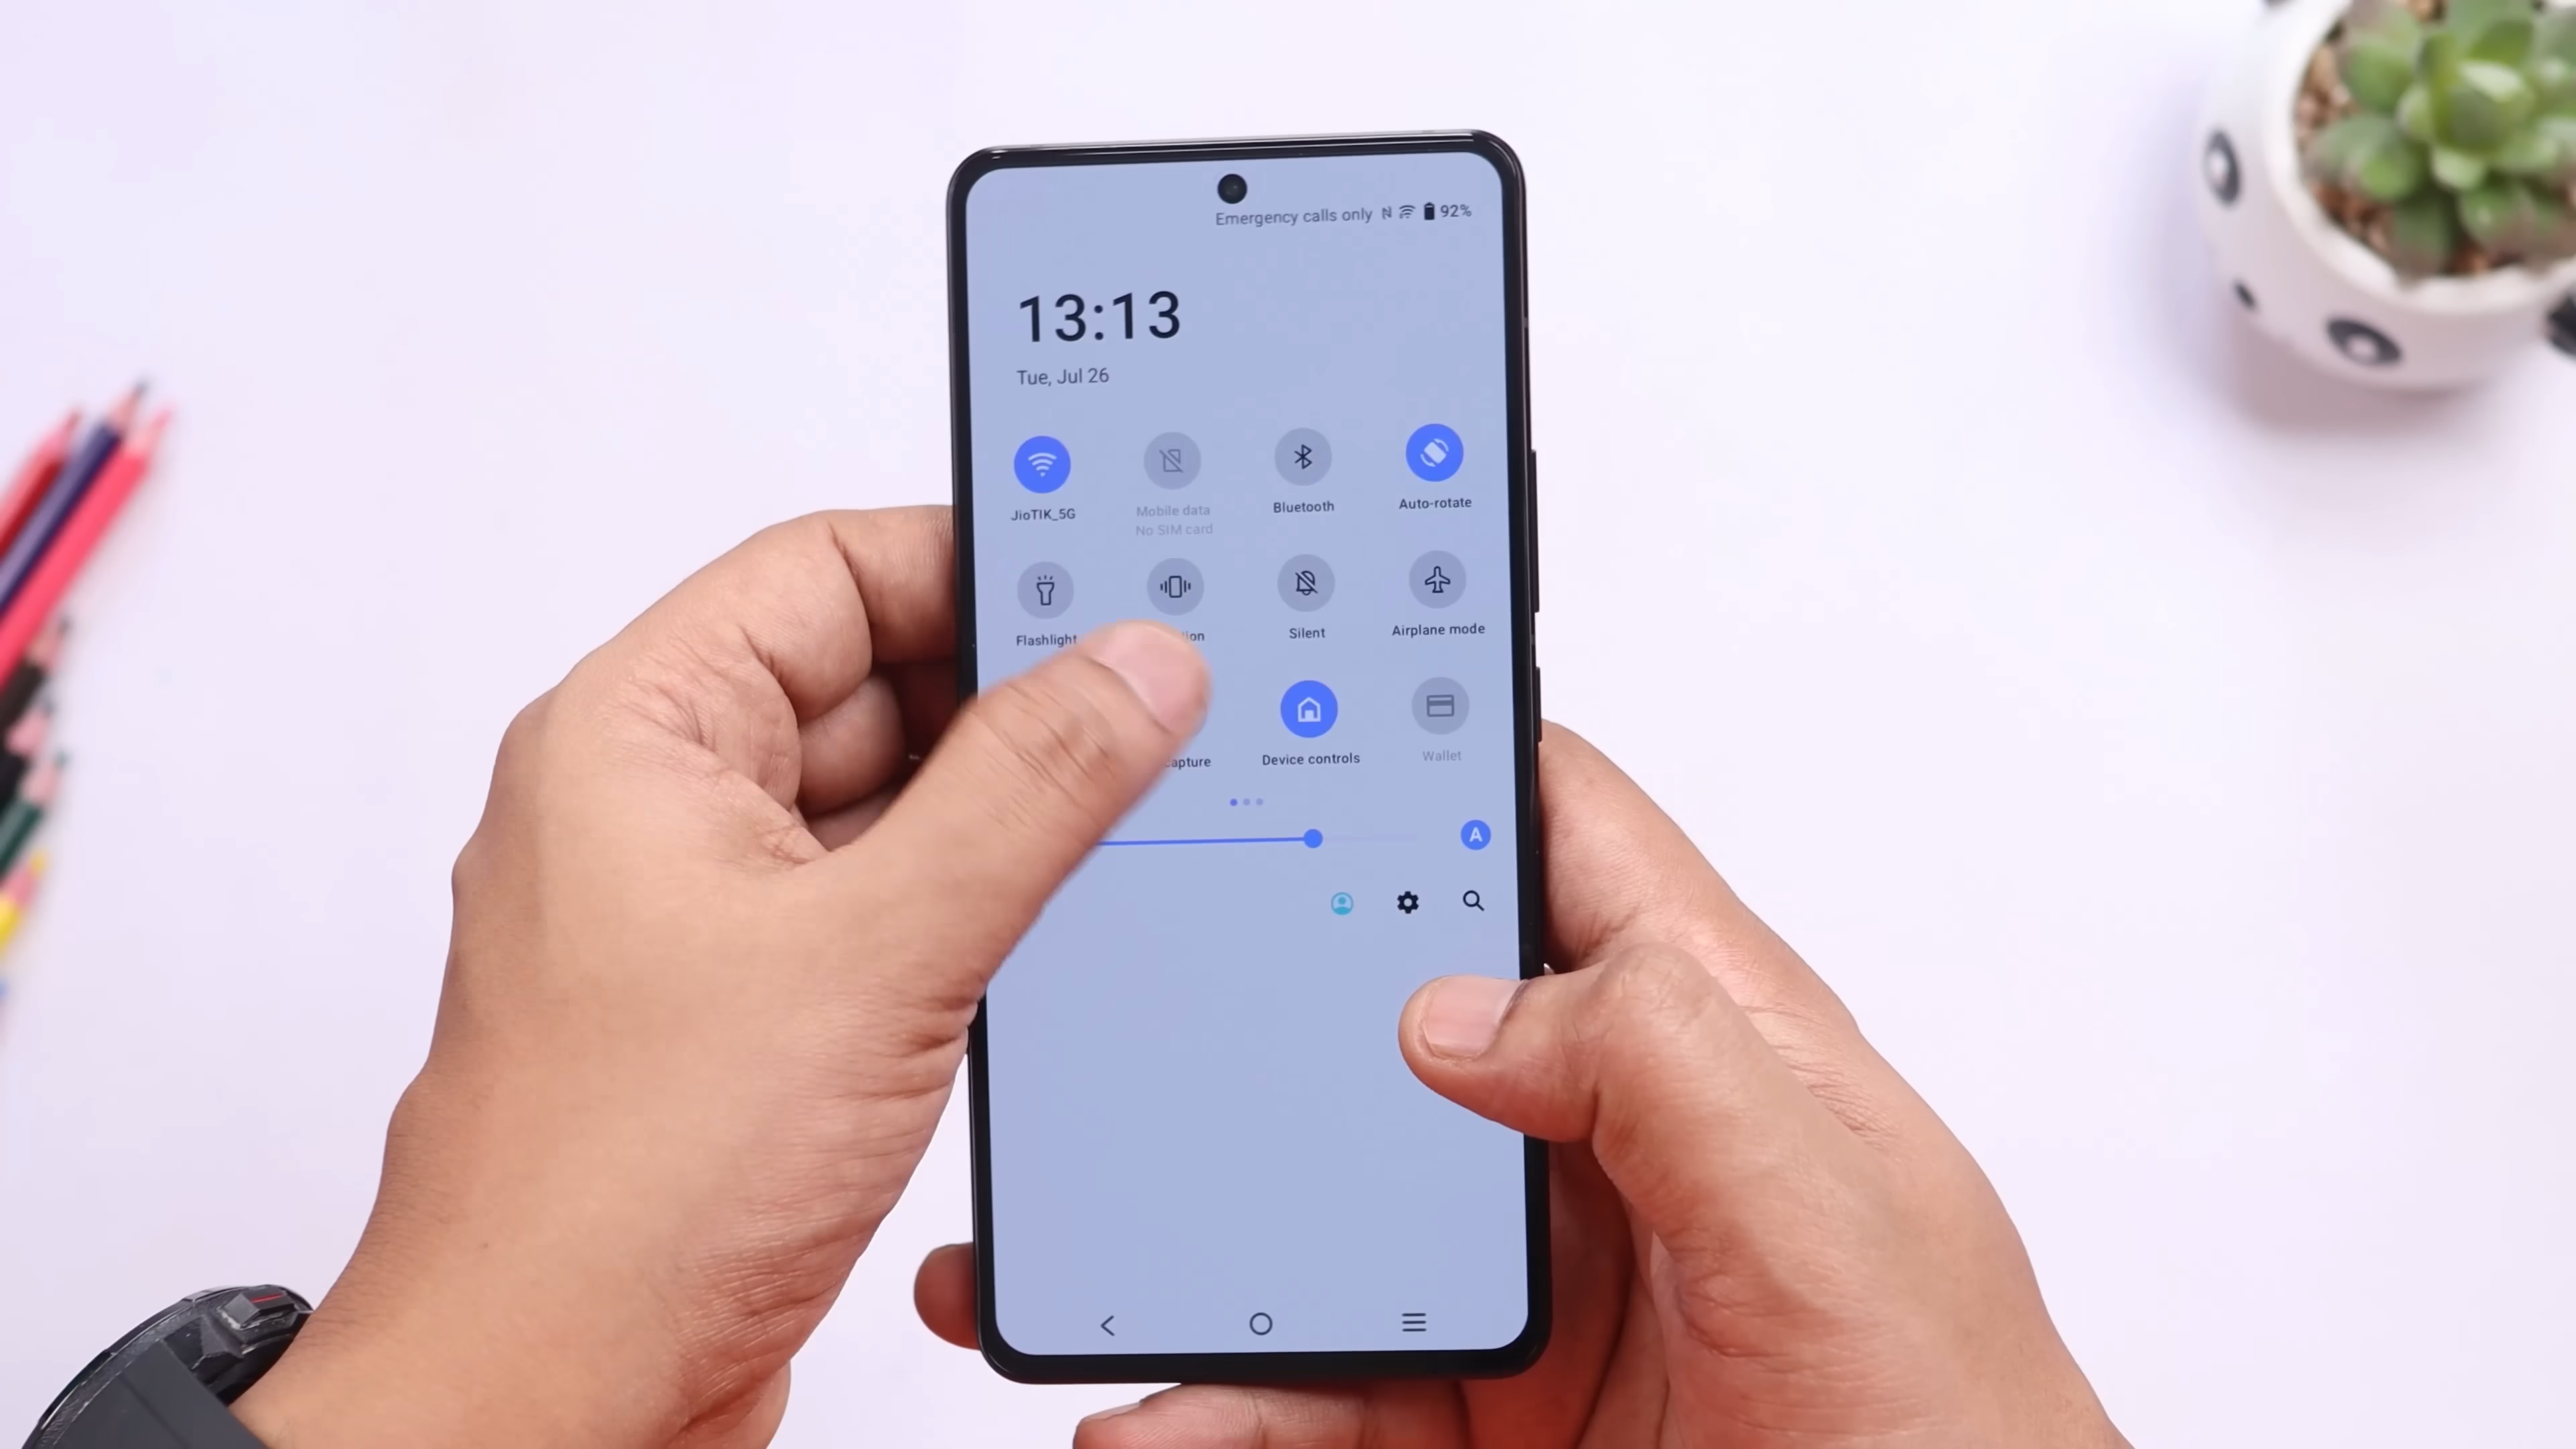 Emergency calls only 92%
13:13
Tue, Jul 26
JioTIK_5G Mobile data Bluetooth Auto-rotate
No SIM card
Flashlight Silent Airplane mode
Device controls Wallet
A